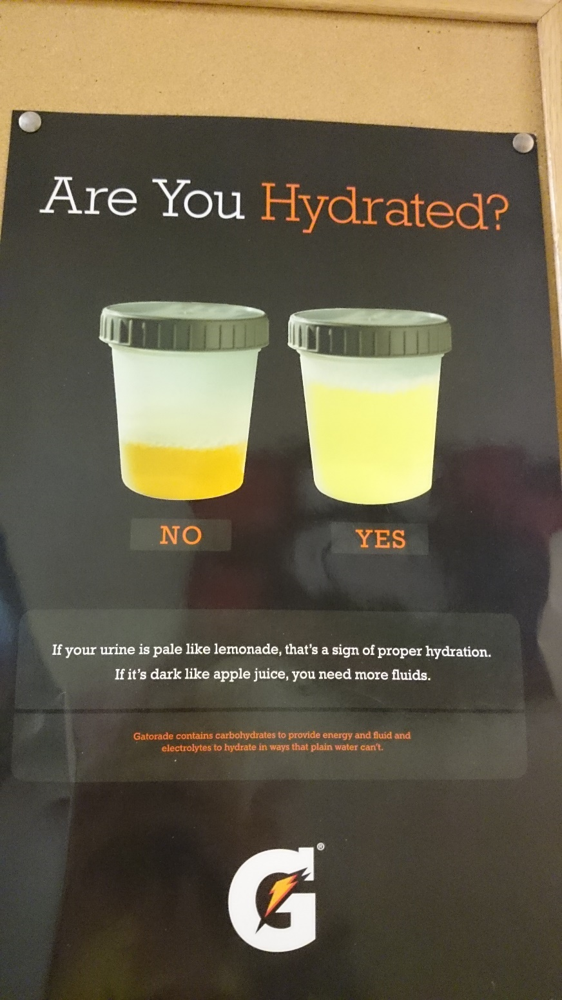 Are You Hydrated?
NO
YES
If your urine is pale like lemonade, that's a sign of proper hydration.
If it's dark like apple juice, you need more fluids.
Gatorade contains carbohydrates to provide energy and fluid and
electrolytes to hydrate in ways that plain water can't.
G®